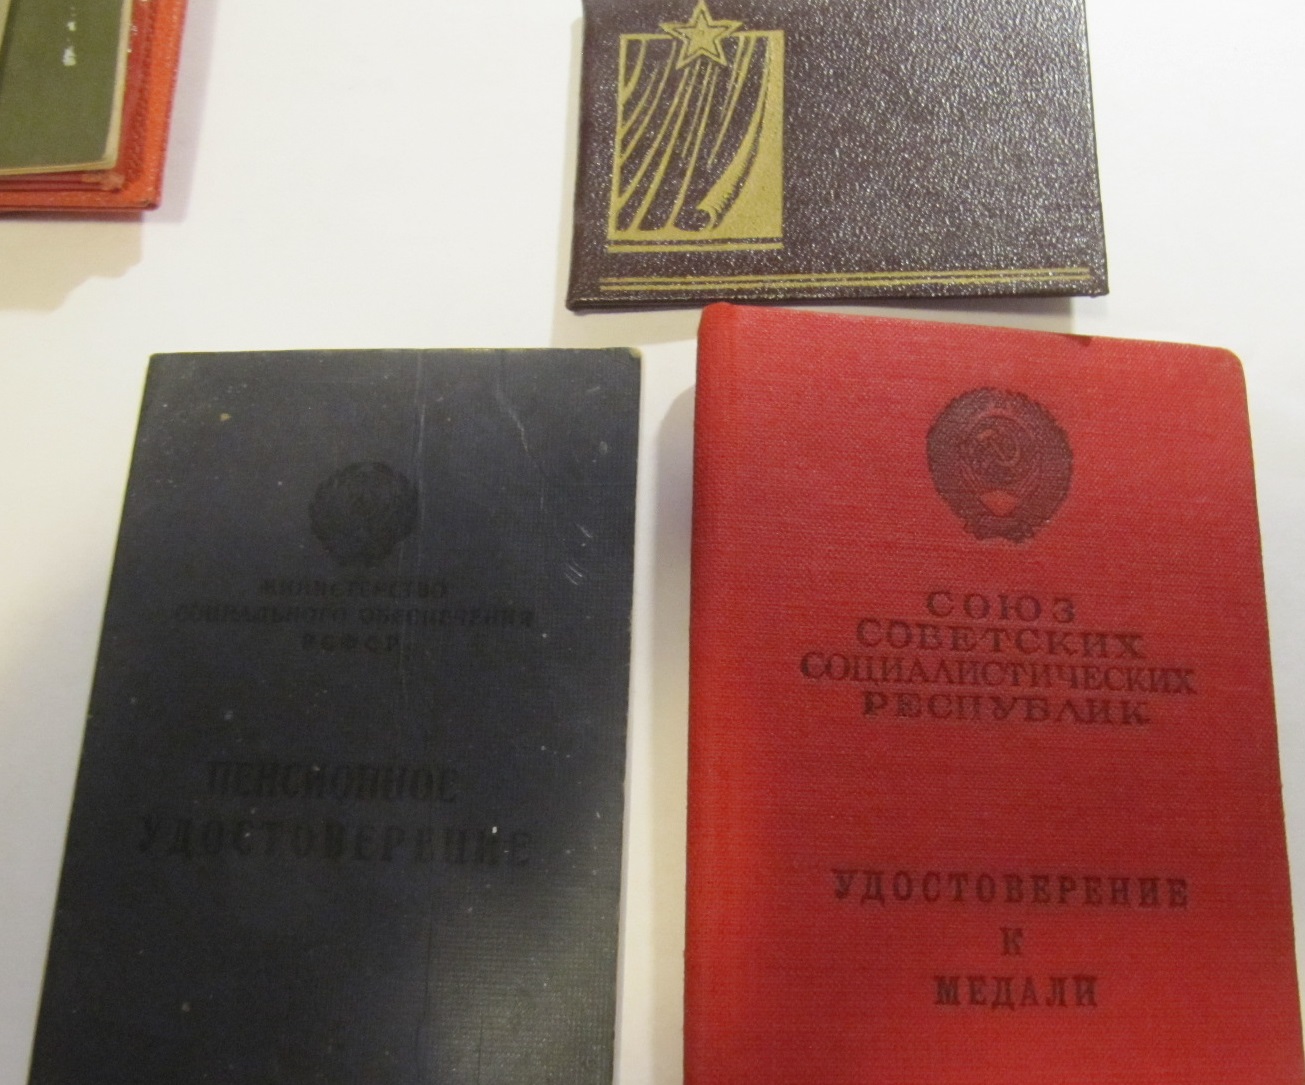 МИНИСТЕРСТВО
СОЦИАЛЬНОГО ОБЕСПЕЧЕНИЯ
РСФСР
ПЕНСИОННОЕ
УДОСТОВЕРЕНИЕ
СОЮЗ
СОВЕТСКИХ
СОЦИАЛИСТИЧЕСКИХ
РЕСПУБЛИК
УДОСТОВЕРЕНИЕ
К
МЕДАЛИ